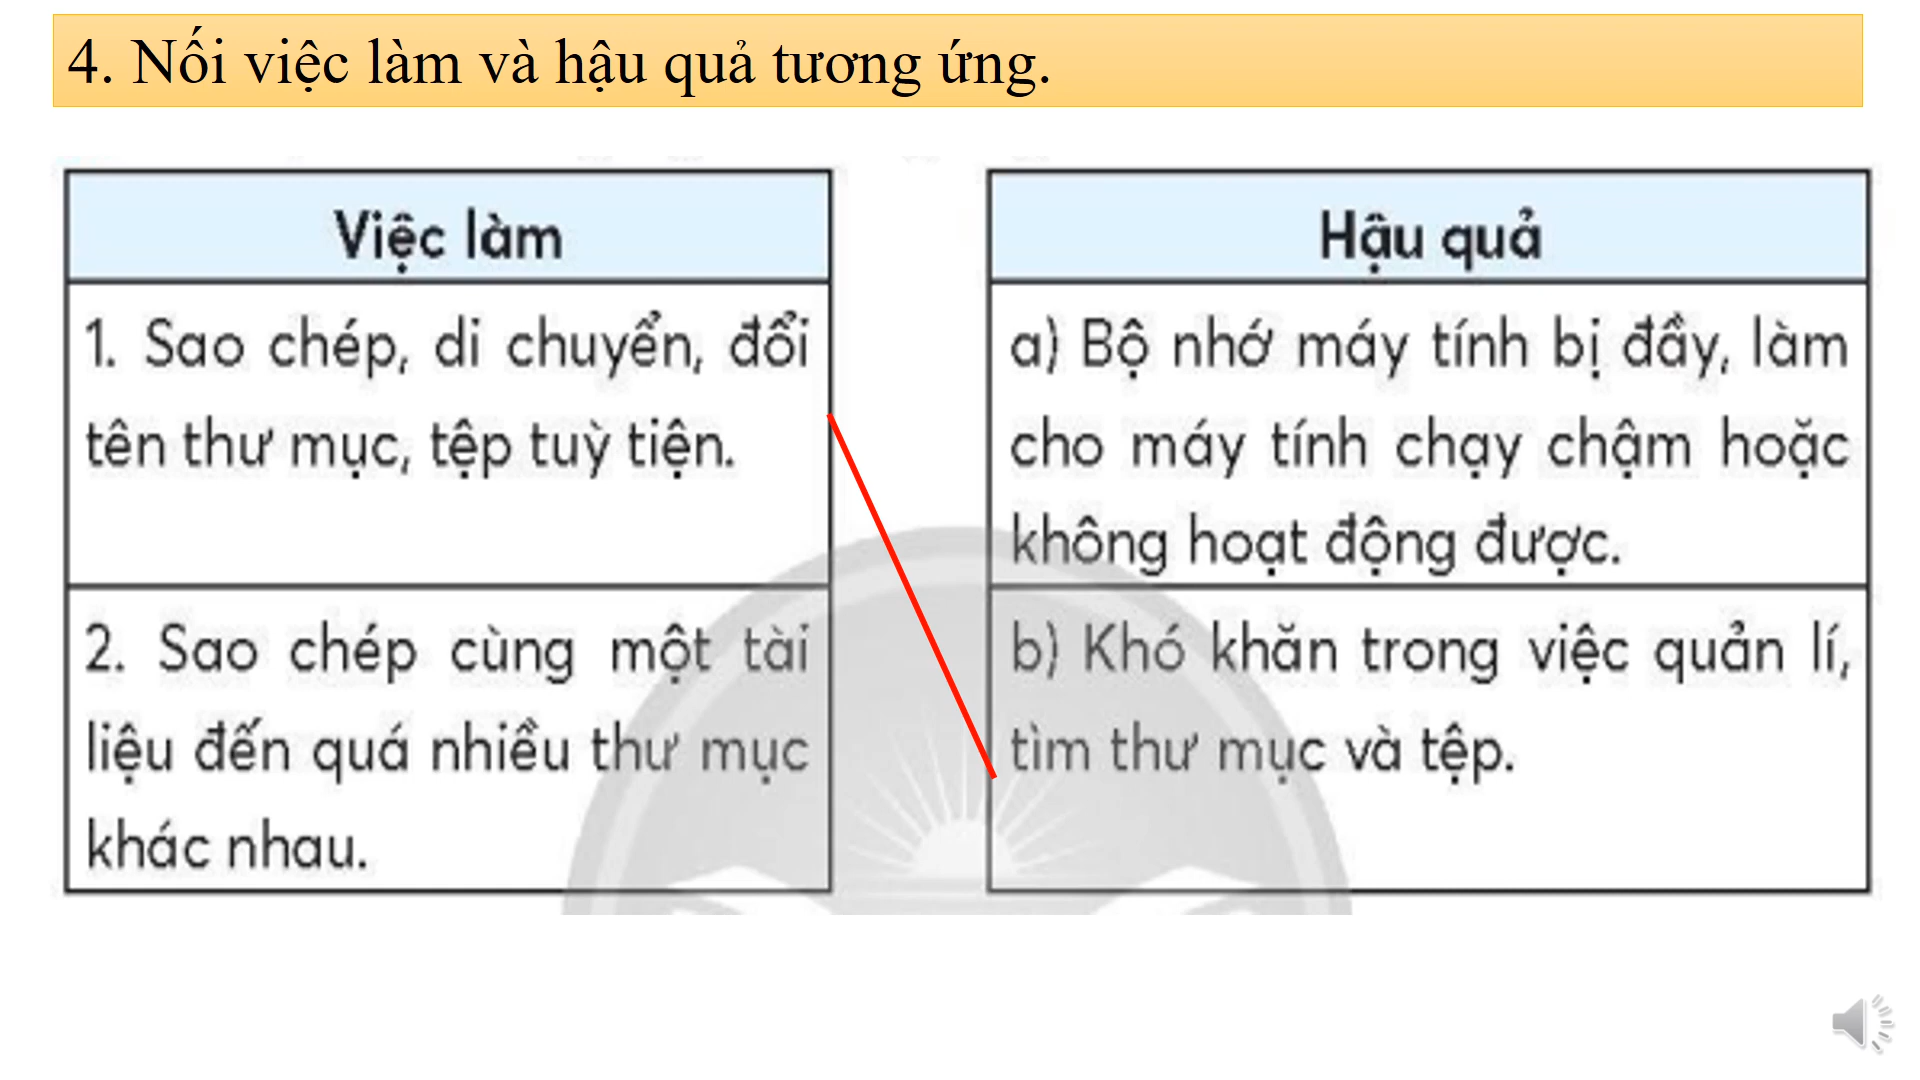 4. Nối việc làm và hậu quả tương ứng.
Việc làm
1. Sao chép, di chuyển, đổi
tên thư mục, tệp tuỳ tiện.
2. Sao chép cùng một tài
liệu đến quá nhiều thư mục
khác nhau.
Hậu quả
a) Bộ nhớ máy tính bị đầy, làm
cho máy tính chạy chậm hoặc
không hoạt động được.
b) Khó khăn trong việc quản lí,
tìm thư mục và tệp.